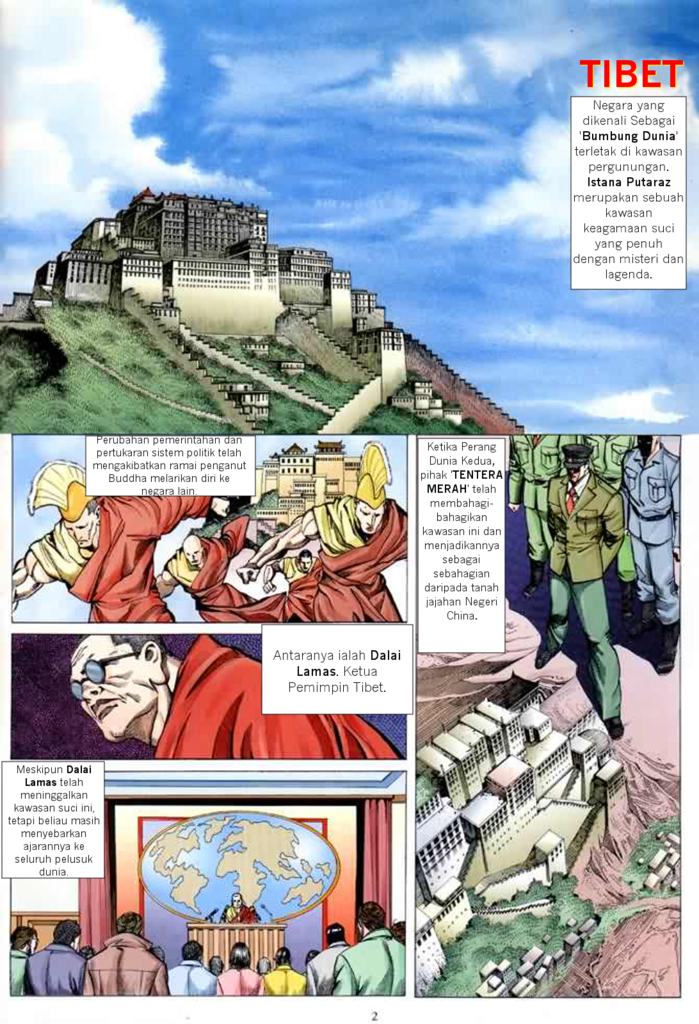 TIBET
Negara yang
dikenali Sebagai
'Bumbung Dunia'
terletak di kawasan
pergunungan.
Istana Putaraz
merupakan sebuah
kawasan
keagamaan suci
yang penuh
dengan misteri dan
lagenda.
Perubahan pemerintahan dan
pertukaran sistem politik telah
mengakibatkan ramai penganut
Buddha melarikan diri ke
negara lain.
Ketika Perang
Dunia Kedua,
pihak 'TENTERA
MERAH' telah
membahagi-
bahagikan
kawasan ini dan
menjadikannya
sebagai
sebahagian
daripada tanah
jajahan Negeri
China.
Antaranya ialah Dalai
Lamas. Ketua
Pemimpin Tibet.
Meskipun Dalai
Lamas telah
meninggalkan
kawasan suci ini,
tetapi beliau masih
menyebarkan
ajarannya ke
seluruh pelusuk
dunia.
2